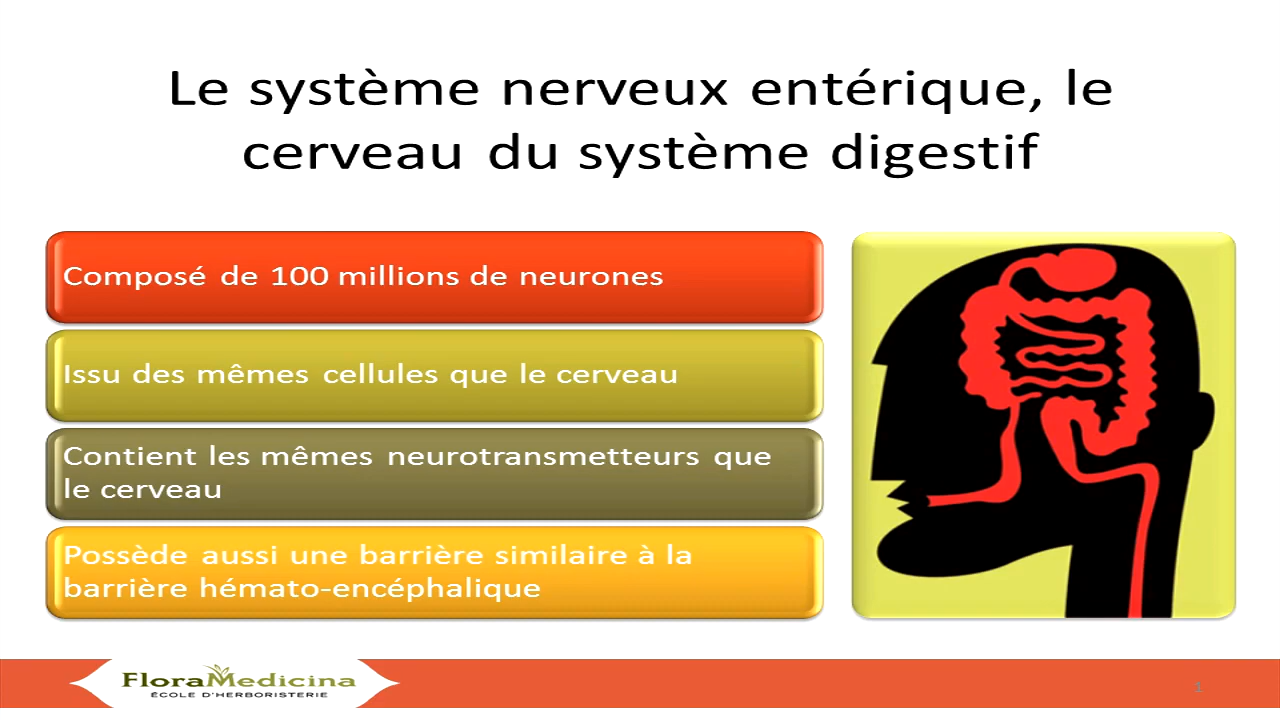 Le système nerveux entérique, le
cerveau du système digestif
Composé de 100 millions de neurones
Issu des mêmes cellules que le cerveau
Contient les mêmes neurotransmetteurs que
le cerveau
Possède aussi une barrière similaire à la
barrière hémato-encéphalique
FloraMedicina
ÉCOLE D'HERBORISTERIE
1